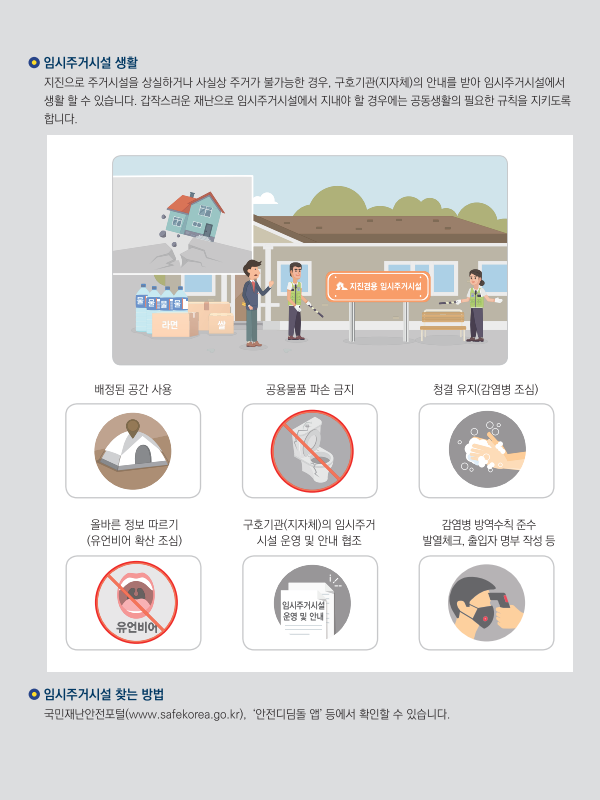 임시주거시설 생활
지진으로 주거시설을 상실하거나 사실상 주거가 불가능한 경우, 구호기관(지자체)의 안내를 받아 임시주거시설에서
생활 할 수 있습니다. 갑작스러운 재난으로 임시주거시설에서 지내야 할 경우에는 공동생활의 필요한 규칙을 지키도록
합니다.
지진겸용 임시주거시설
물 물 물 물
라면
쌀
배정된 공간 사용
공용물품 파손 금지
청결 유지(감염병 조심)
올바른 정보 따르기
(유언비어 확산 조심)
구호기관(지자체)의 임시주거
시설 운영 및 안내 협조
감염병 방역수칙 준수
발열체크, 출입자 명부 작성 등
유언비어
임시주거시설
운영 및 안내
임시주거시설 찾는 방법
국민재난안전포털(www.safekorea.go.kr), ‘안전디딤돌 앱’ 등에서 확인할 수 있습니다.